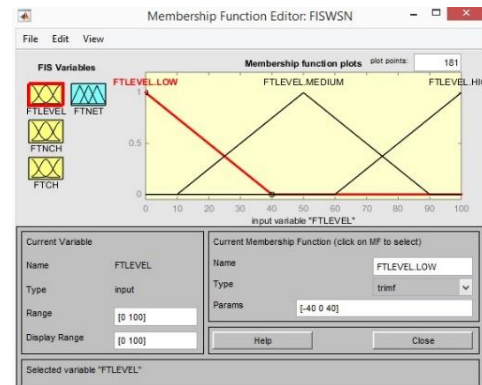 Membership Function Editor: FISWSN
File Edit View
FIS Variables
Membership function plots
plot points:
181
FTLEVEL
FTNET
FTNCH
FTCH
FTLEVEL.LOW
FTLEVEL.MEDIUM
FTLEVEL.HI
1
0.5
0
0 10 20 30 40 50 60 70 80 90 100
input variable "FTLEVEL"
Current Variable
Name FTLEVEL
Type input
Range [0 100]
Display Range [0 100]
Current Membership Function (click on MF to select)
Name FTLEVEL.LOW
Type trimf
Params [-40 0 40]
Help Close
Selected variable "FTLEVEL"